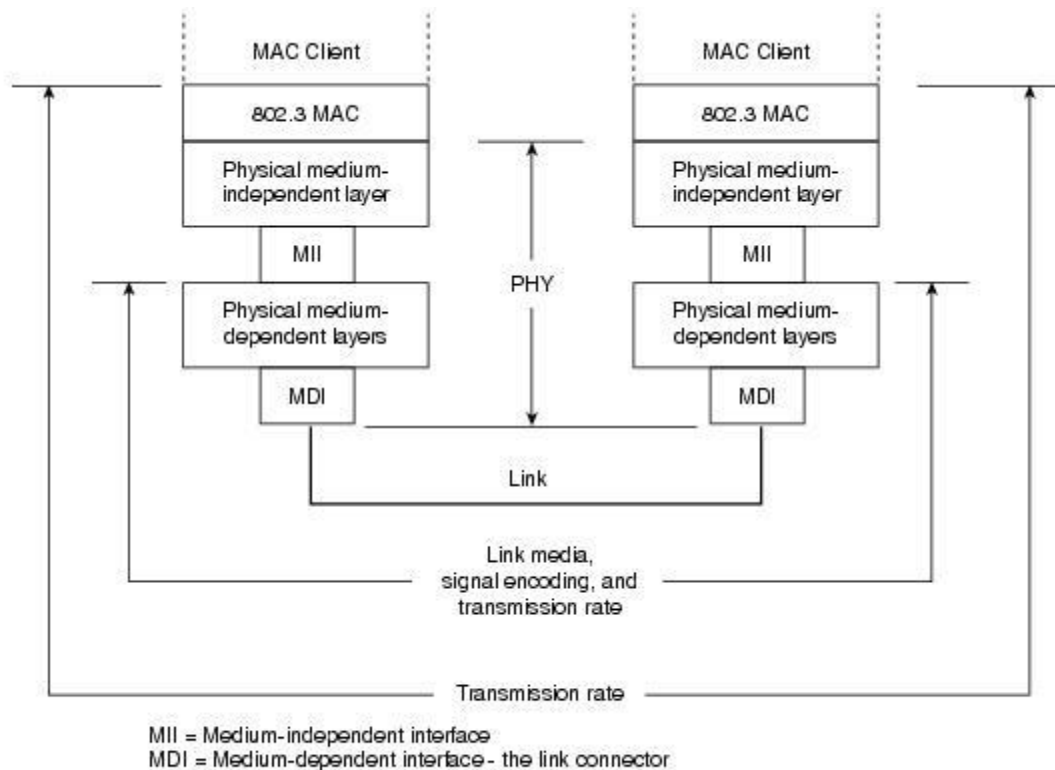 MAC Client
MAC Client
802.3 MAC
802.3 MAC
Physical medium-
independent layer
Physical medium-
independent layer
MII
MII
PHY
Physical medium-
dependent layers
Physical medium-
dependent layers
MDI
MDI
Link
Link media,
signal encoding, and
transmission rate
Transmission rate
MII = Medium-independent interface
MDI = Medium-dependent interface - the link connector